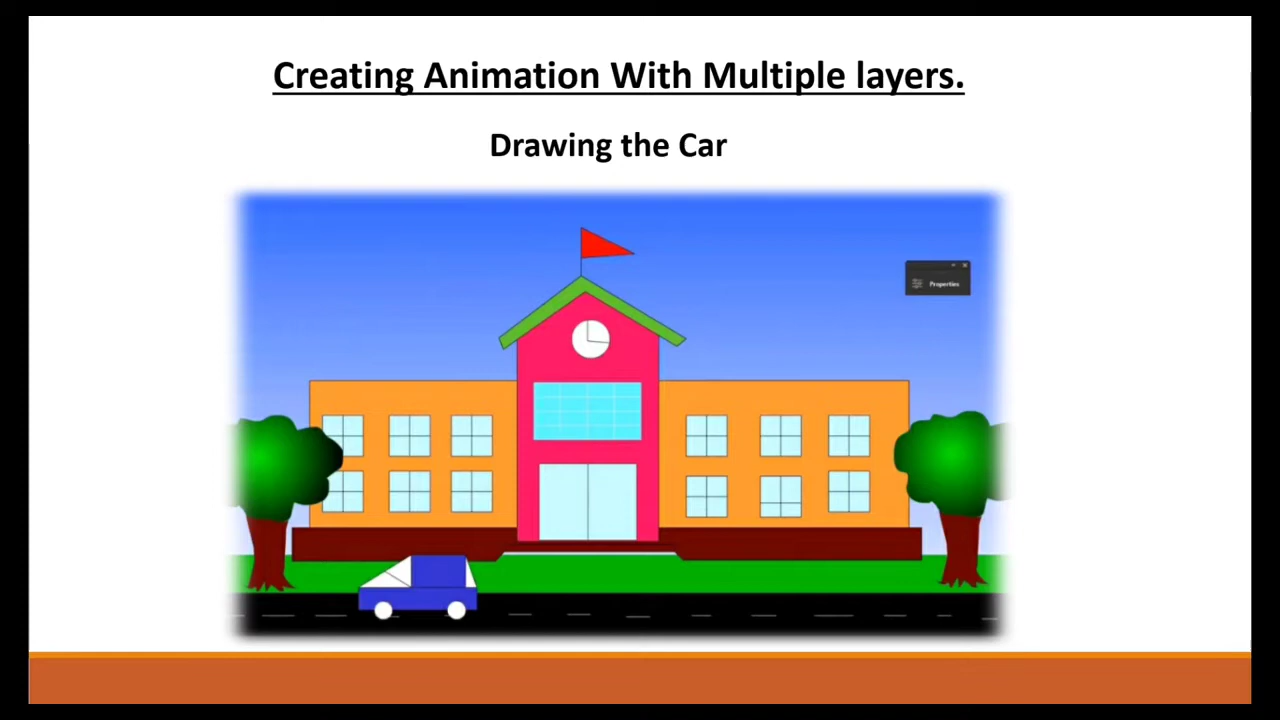 Creating Animation With Multiple layers.
Drawing the Car
Properties